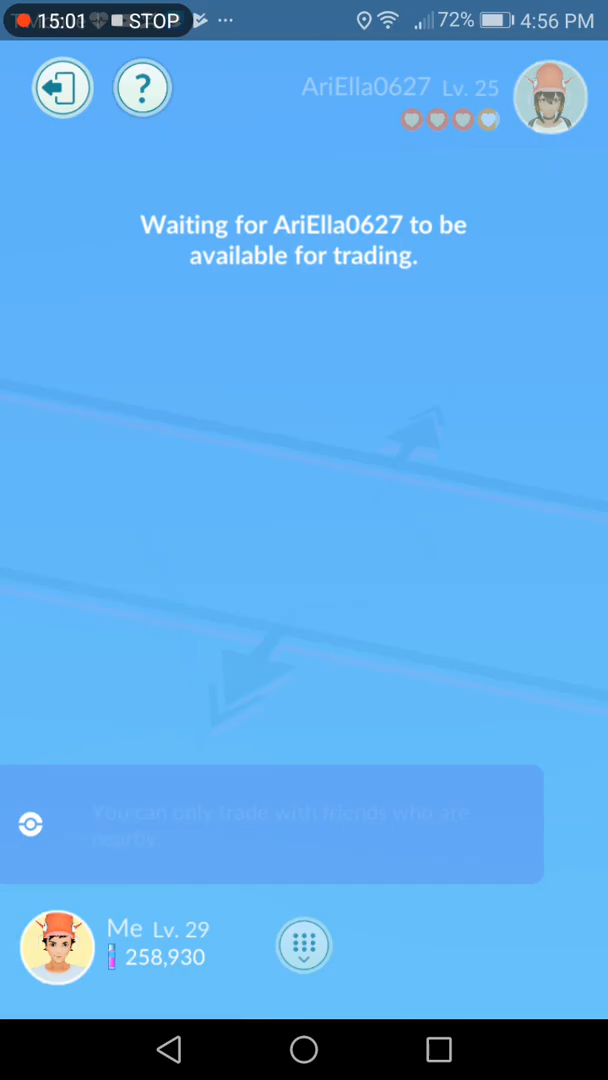 15:01 STOP ... 72% 4:56 PM
? AriElla0627 Lv. 25
Waiting for AriElla0627 to be
available for trading.
You can only trade with friends who are
nearby.
Me Lv. 29
258,930